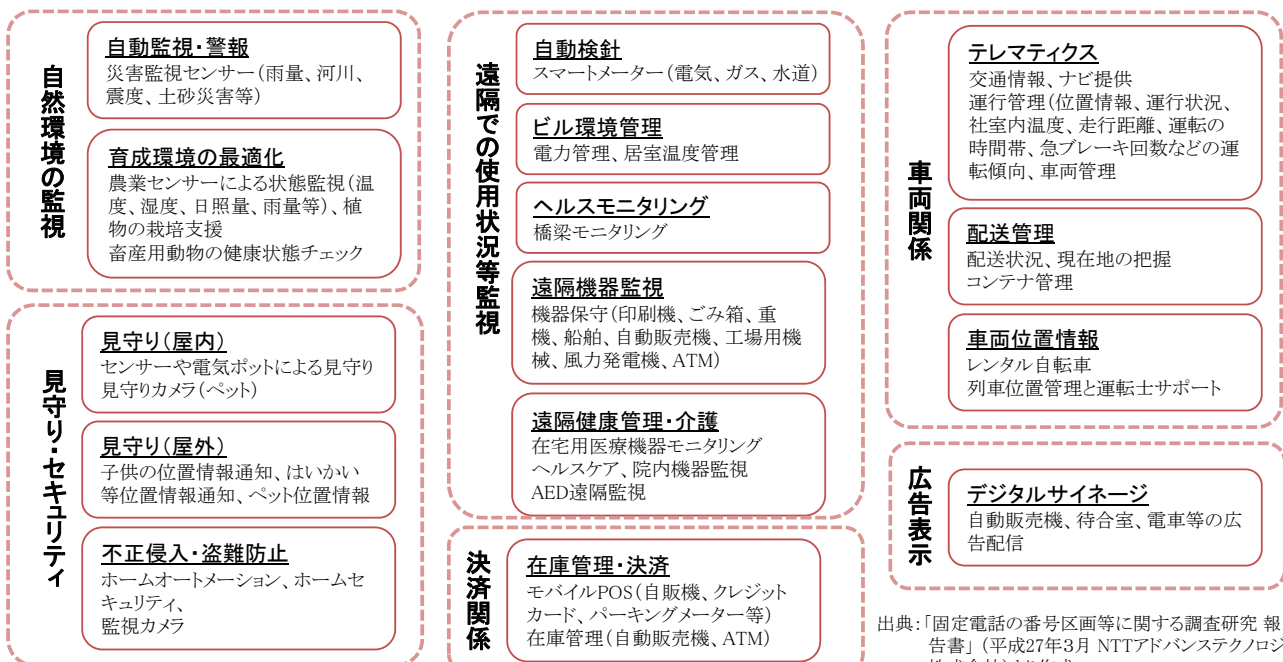 自然環境の監視
自動監視・警報
災害監視センサー(雨量、河川、
震度、土砂災害等)
育成環境の最適化
農業センサーによる状態監視(温
度、湿度、日照量、雨量等)、植
物の栽培支援
畜産用動物の健康状態チェック
見守り・セキュリティ
見守り(屋内)
センサーや電気ポットによる見守り
見守りカメラ(ペット)
見守り(屋外)
子供の位置情報通知、はいかい
等位置情報通知、ペット位置情報
不正侵入・盗難防止
ホームオートメーション、ホームセ
キュリティ、
監視カメラ
遠隔での使用状況等監視
自動検針
スマートメーター(電気、ガス、水道)
ビル環境管理
電力管理、居室温度管理
ヘルスモニタリング
橋梁モニタリング
遠隔機器監視
機器保守(印刷機、ごみ箱、重
機、船舶、自動販売機、工場用機
械、風力発電機、ATM)
遠隔健康管理・介護
在宅用医療機器モニタリング
ヘルスケア、院内機器監視
AED遠隔監視
決済関係
在庫管理・決済
モバイルPOS(自販機、クレジット
カード、パーキングメーター等)
在庫管理(自動販売機、ATM)
車両関係
テレマティクス
交通情報、ナビ提供
運行管理(位置情報、運行状況、
社室内温度、走行距離、運転の
時間帯、急ブレーキ回数などの運
転傾向、車両管理
配送管理
配送状況、現在地の把握
コンテナ管理
車両位置情報
レンタル自転車
列車位置管理と運転士サポート
広告表示
デジタルサイネージ
自動販売機、待合室、電車等の広
告配信
出典:「固定電話の番号区画等に関する調査研究 報
告書」(平成27年3月 NTTアドバンステクノロジ